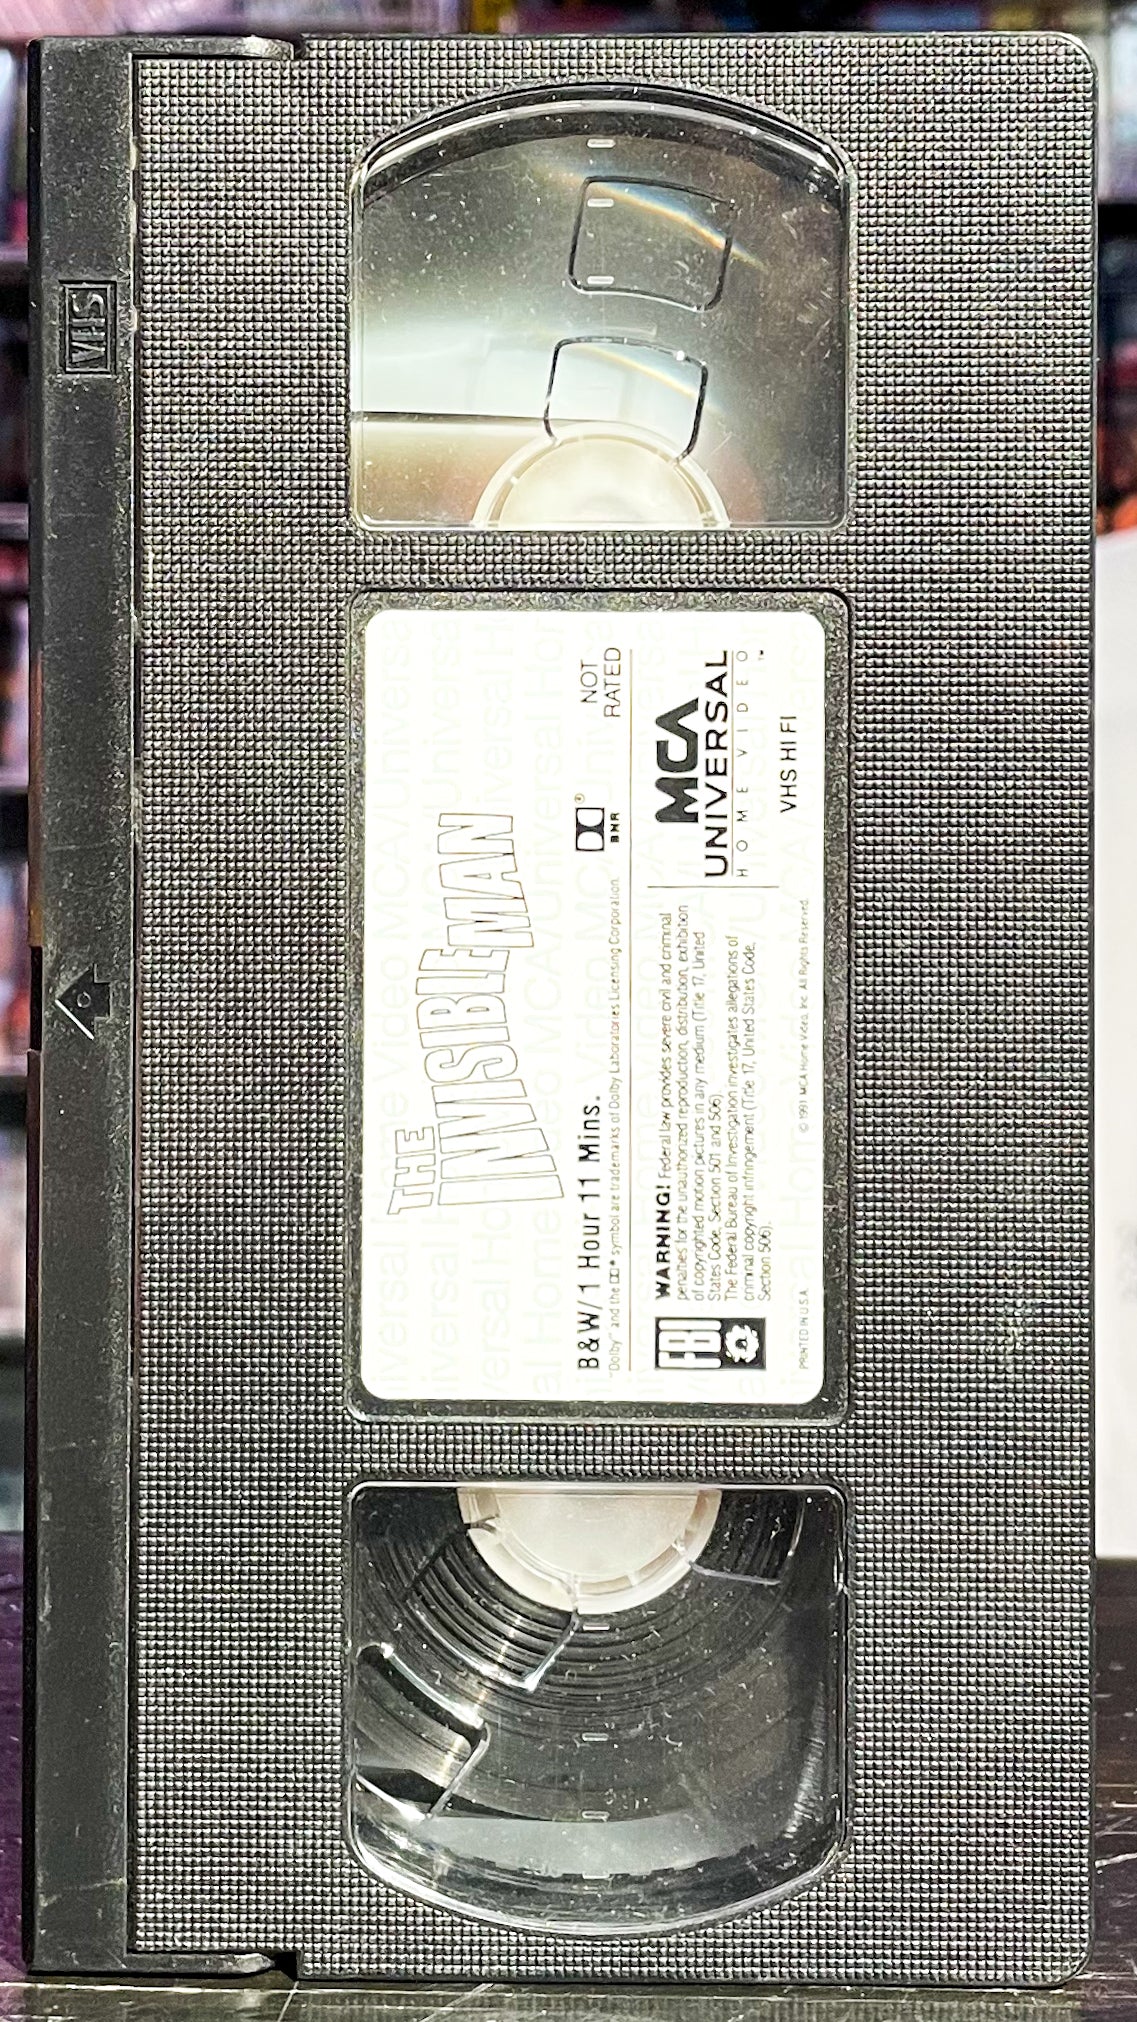 VHS
THE
INVISIBLE MAN
B&W/1 Hour 11 Mins.
DOLBY BNR
NOT
RATED
"Dolby" and the symbol are trademarks of Dolby Laboratories Licensing Corporation.
FBI
WARNING! Federal law provides severe civil and criminal
penalties for the unauthorized reproduction, distribution, exhibition
of copyrighted motion pictures in any medium (Title 17, United
States Code, Section 501 and 506).
The Federal Bureau of Investigation investigates allegations of
criminal copyright infringement (Title 17, United States Code,
Section 506).
MCA
UNIVERSAL
HOME VIDEO™
VHS HI FI
PRINTED IN U.S.A.
© 1991 MCA Home Video, Inc. All Rights Reserved.